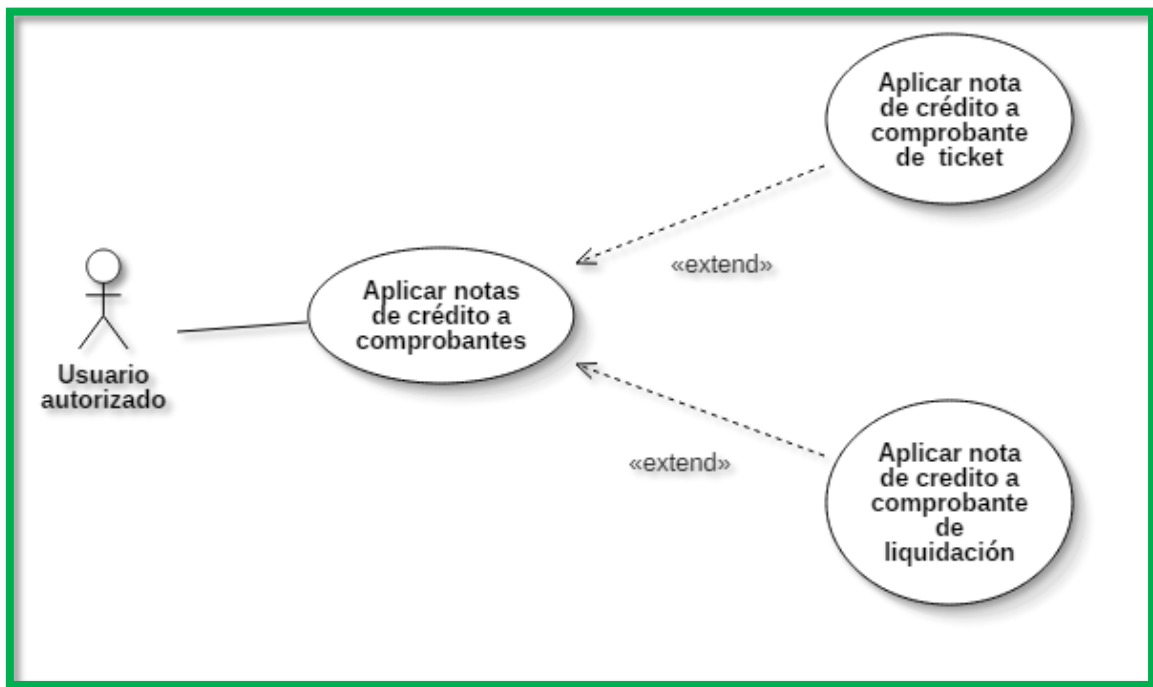 Aplicar nota
de crédito a
comprobante
de ticket
«extend»
Aplicar notas
de crédito a
comprobantes
Usuario
autorizado
«extend»
Aplicar nota
de credito a
comprobante
de
liquidación